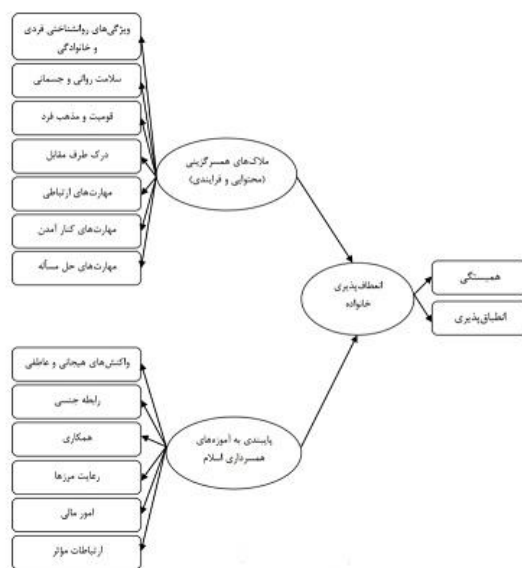 ویژگی‌های روانشناختی فردی
و خانوادگی
سلامت روانی و جسمانی
قومیت و مذهب فرد
درک طرف مقابل
مهارت‌های ارتباطی
مهارت‌های کنار آمدن
مهارت‌های حل مسأله
ملاک‌های همسرگزینی
(محتوایی و فرایندی)
انعطاف‌پذیری
خانواده
همبستگی
انطباق‌پذیری
واکنش‌های هیجانی و عاطفی
رابطه جنسی
همکاری
رعایت مرزها
امور مالی
ارتباطات مؤثر
پایبندی به آموزه‌های
همسرداری اسلام